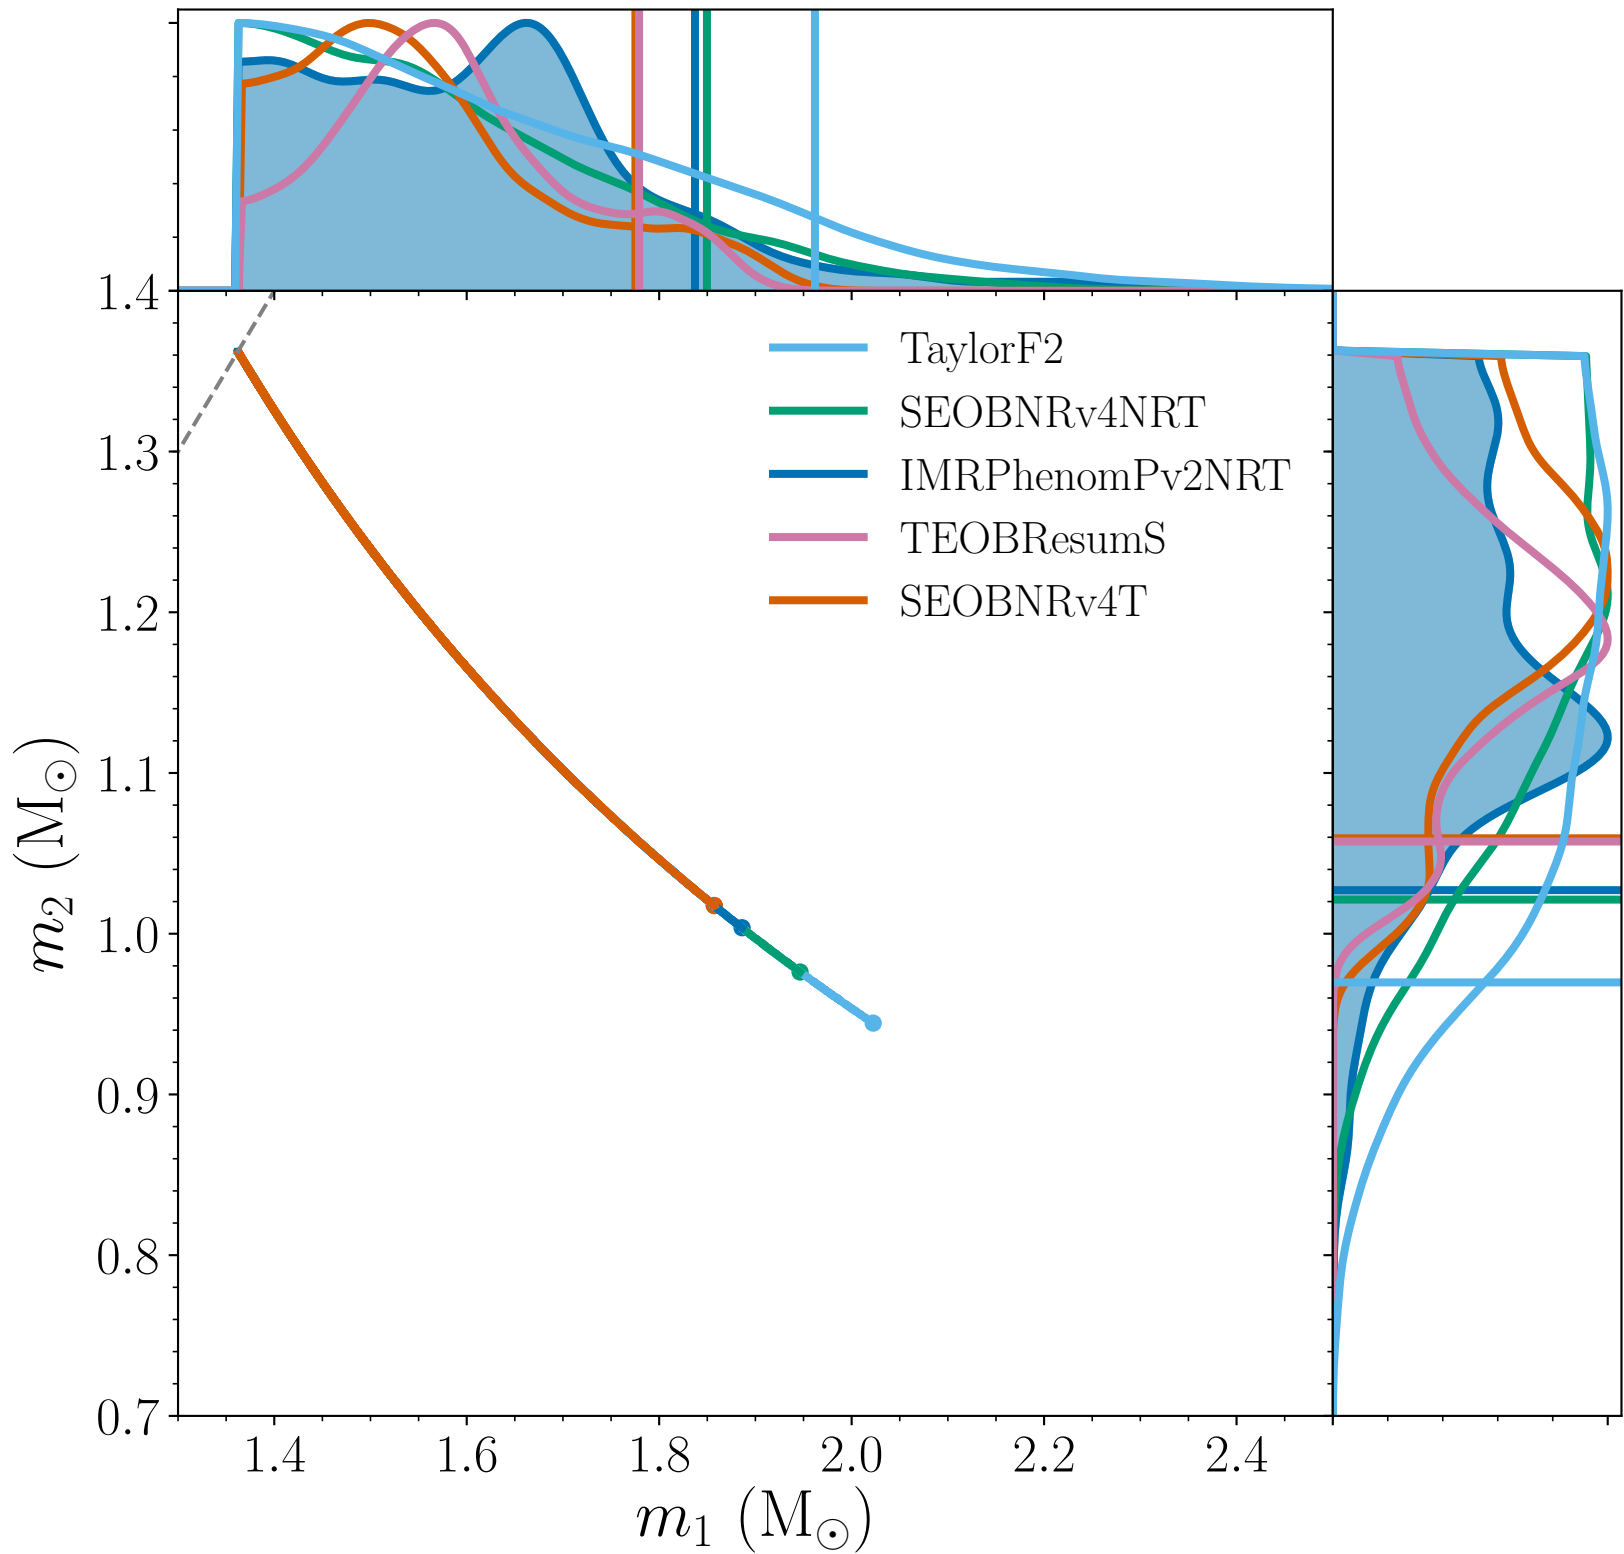 1.4
1.3
1.2
1.1
1.0
0.9
0.8
0.7
m₂ (M⊙)
TaylorF2
SEOBNRv4NRT
IMRPhenomPv2NRT
TEOBResumS
SEOBNRv4T
1.4 1.6 1.8 2.0 2.2 2.4
m₁ (M⊙)